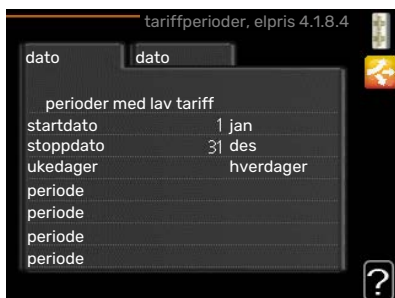 tariffperioder, elpris 4.1.8.4
dato dato
perioder med lav tariff
startdato 1 jan
stoppdato 31 des
ukedager hverdager
periode
periode
periode
periode
?